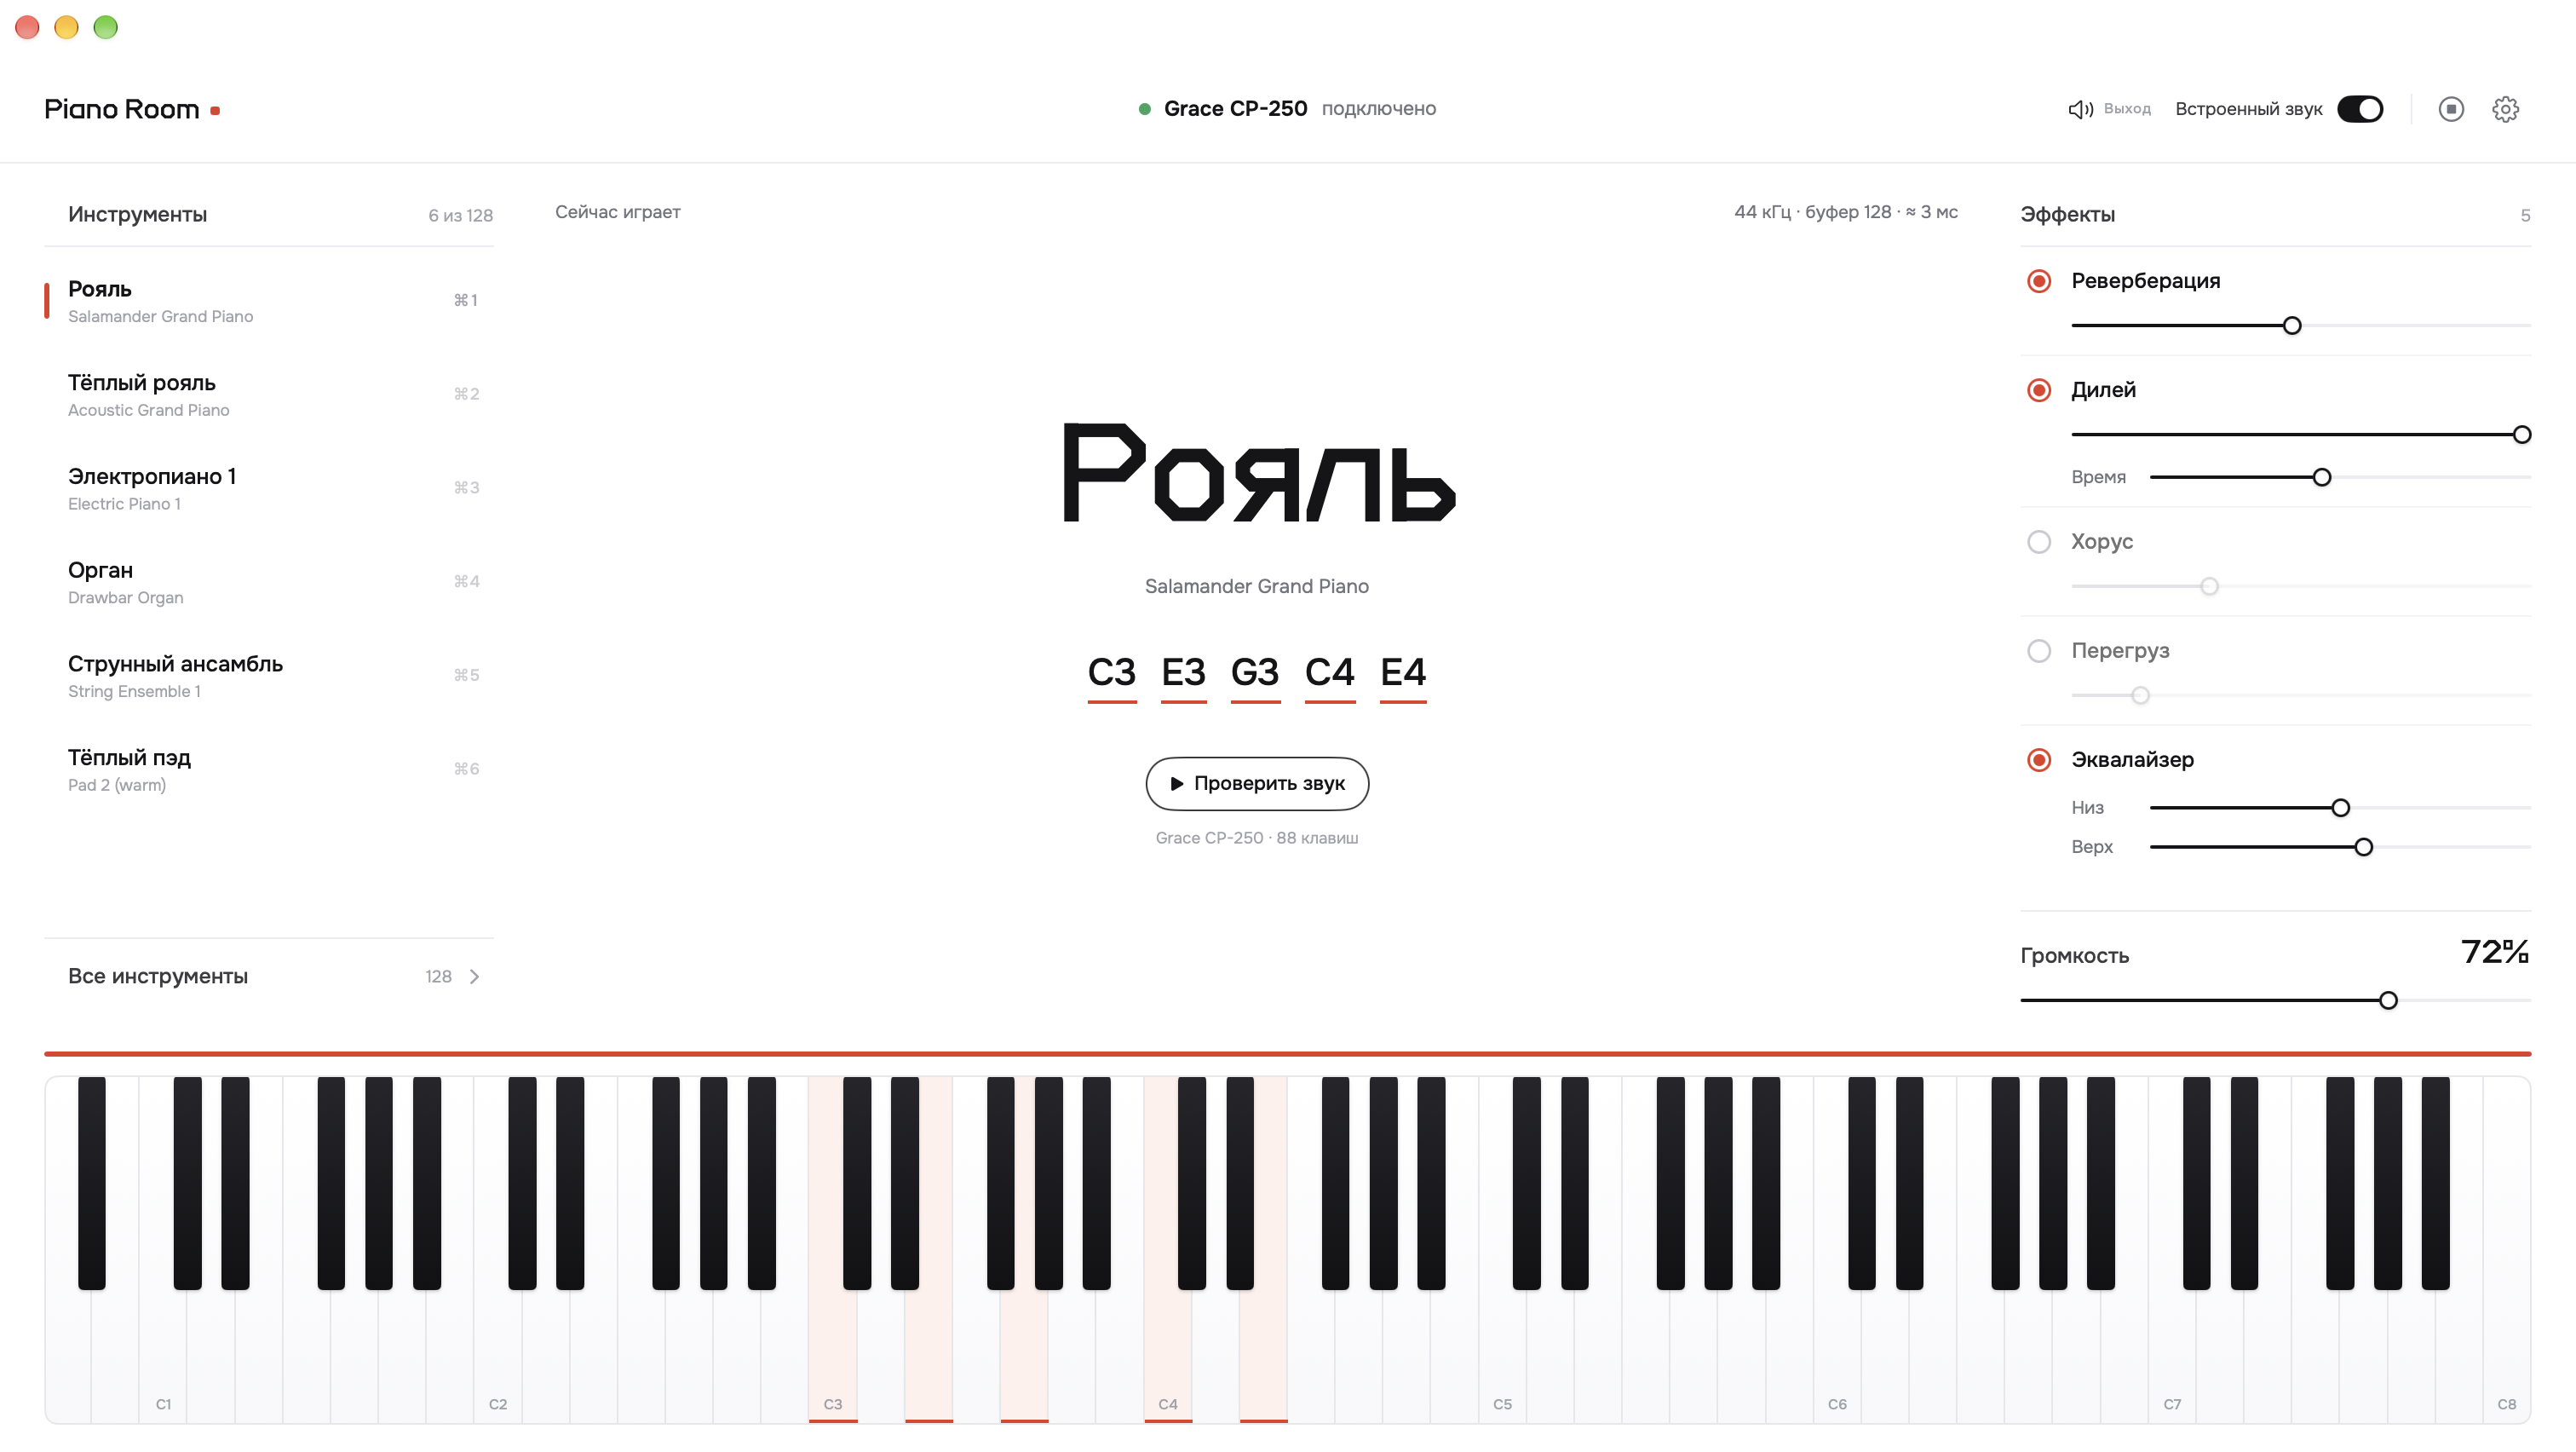 Piano Room
Grace CP-250 подключено
Выход
Встроенный звук
Инструменты
6 из 128
Рояль
Salamander Grand Piano
⌘1
Тёплый рояль
Acoustic Grand Piano
⌘2
Электропиано 1
Electric Piano 1
⌘3
Орган
Drawbar Organ
⌘4
Струнный ансамбль
String Ensemble 1
⌘5
Тёплый пэд
Pad 2 (warm)
⌘6
Все инструменты
128
Сейчас играет
44 кГц · буфер 128 · ≈ 3 мс
Рояль
Salamander Grand Piano
C3 E3 G3 C4 E4
Проверить звук
Grace CP-250 · 88 клавиш
Эффекты
5
Реверберация
Дилей
Время
Хорус
Перегруз
Эквалайзер
Низ
Верх
Громкость
72%
C1 C2 C3 C4 C5 C6 C7 C8